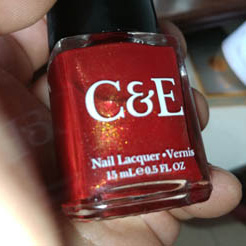 C&E
Nail Lacquer • Vernis
15 mL e 0.5 FL OZ